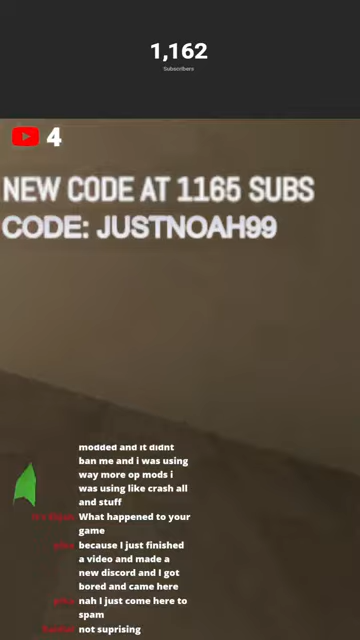 1,162
Subscribers
4
NEW CODE AT 1165 SUBS
CODE: JUSTNOAH99
modded and it didnt
ban me and i was using
way more op mods i
was using like crash all
and stuff
What happened to your
game
because I just finished
a video and made a
new discord and I got
bored and came here
nah I just come here to
spam
not suprising